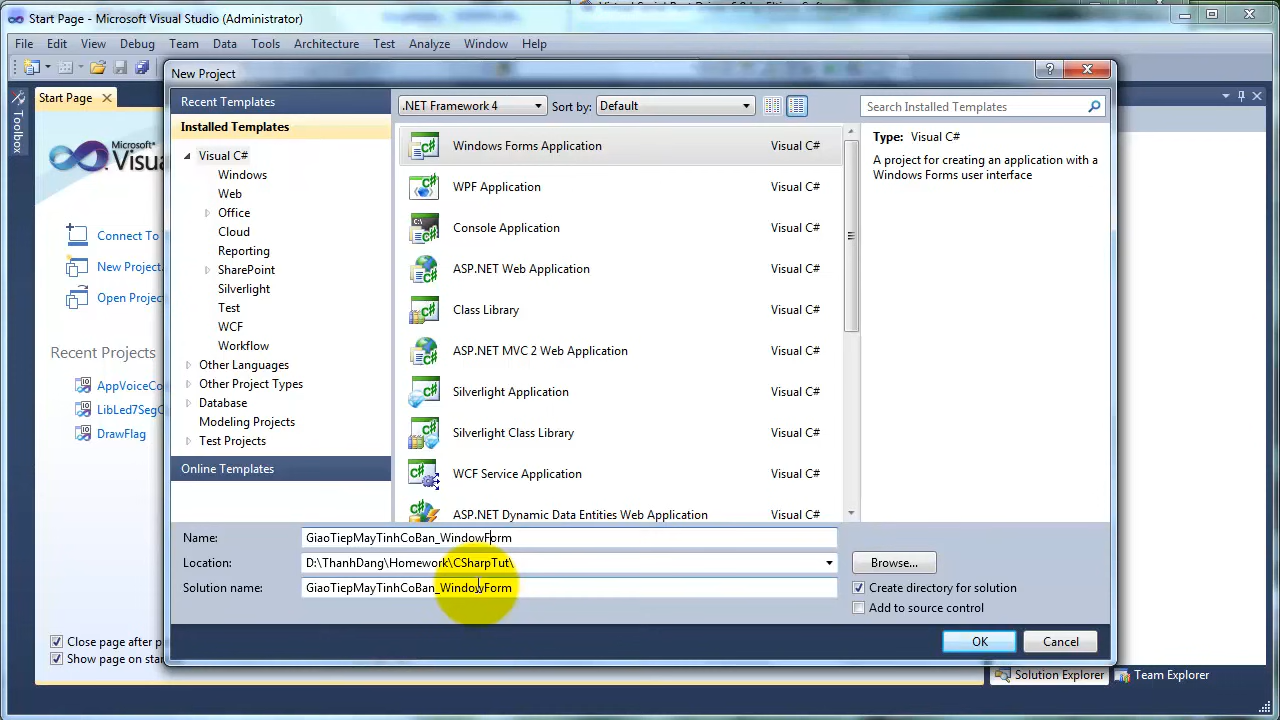 Start Page - Microsoft Visual Studio (Administrator)
File Edit View Debug Team Data Tools Architecture Test Analyze Window Help
New Project
Start Page
Toolbox
Microsoft®
Visual
Connect To
New Project
Open Project
Recent Projects
AppVoiceCo
LibLed7SegC
DrawFlag
Close page after p
Show page on star
Recent Templates
Installed Templates
Visual C#
Windows
Web
Office
Cloud
Reporting
SharePoint
Silverlight
Test
WCF
Workflow
Other Languages
Other Project Types
Database
Modeling Projects
Test Projects
Online Templates
.NET Framework 4 Sort by: Default
Windows Forms Application Visual C#
WPF Application Visual C#
Console Application Visual C#
ASP.NET Web Application Visual C#
Class Library Visual C#
ASP.NET MVC 2 Web Application Visual C#
Silverlight Application Visual C#
Silverlight Class Library Visual C#
WCF Service Application Visual C#
ASP.NET Dynamic Data Entities Web Application Visual C#
Search Installed Templates
Type: Visual C#
A project for creating an application with a
Windows Forms user interface
Name: GiaoTiepMayTinhCoBan_WindowForm
Location: D:\ThanhDang\Homework\CSharpTut\ Browse...
Solution name: GiaoTiepMayTinhCoBan_WindowForm
Create directory for solution
Add to source control
OK Cancel
Solution Explorer Team Explorer